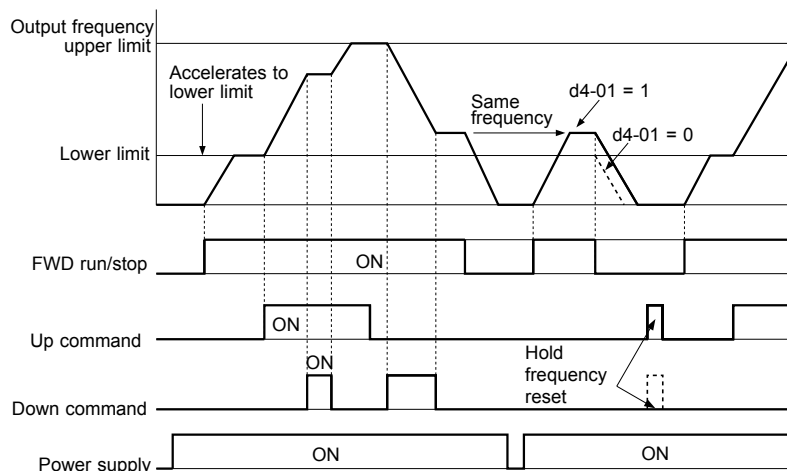 Output frequency
upper limit
Accelerates to
lower limit
Same
frequency
d4-01 = 1
d4-01 = 0
Lower limit
FWD run/stop
ON
Up command
ON
ON
Hold
frequency
reset
Down command
Power supply
ON
ON